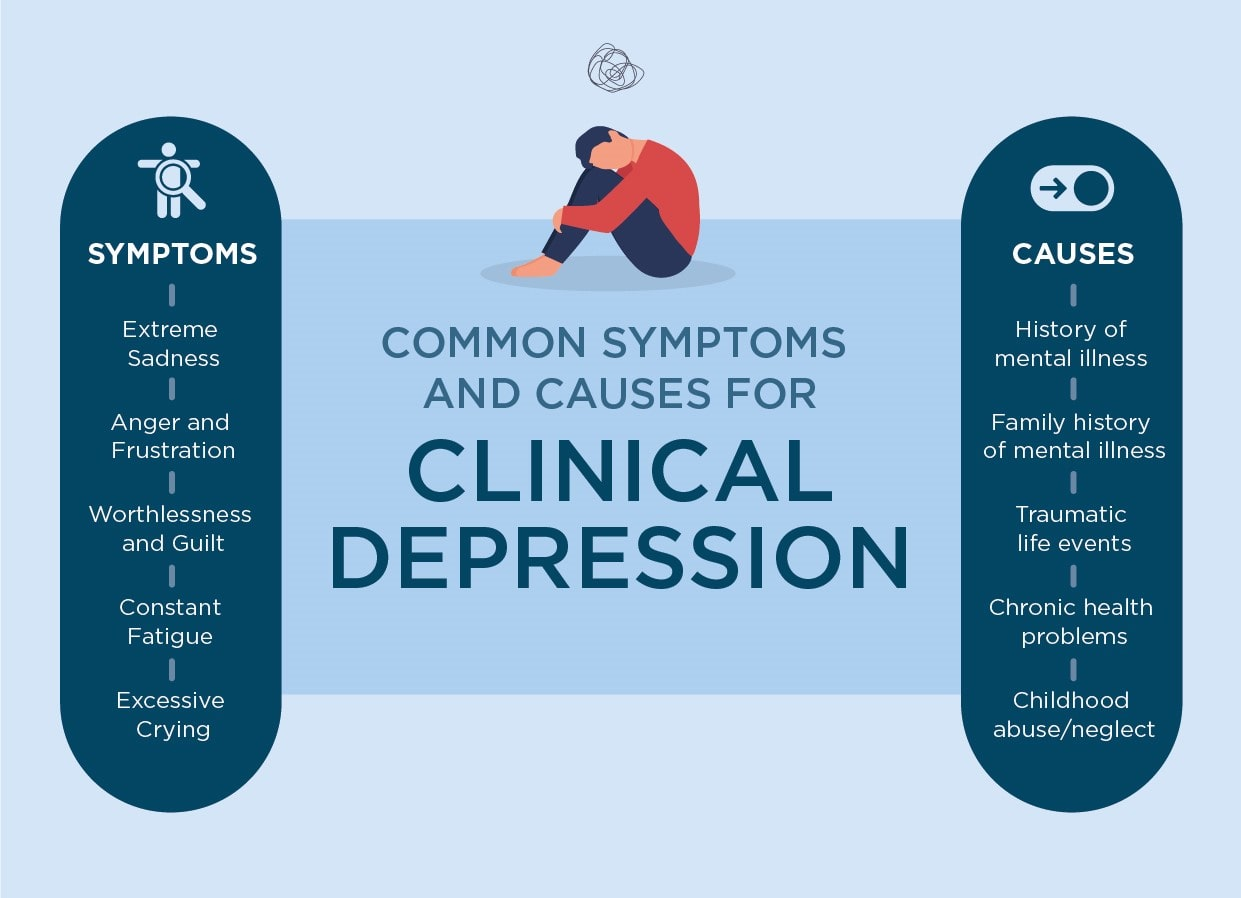 SYMPTOMS
Extreme
Sadness
Anger and
Frustration
Worthlessness
and Guilt
Constant
Fatigue
Excessive
Crying
COMMON SYMPTOMS
AND CAUSES FOR
CLINICAL
DEPRESSION
CAUSES
History of
mental illness
Family history
of mental illness
Traumatic
life events
Chronic health
problems
Childhood
abuse/neglect